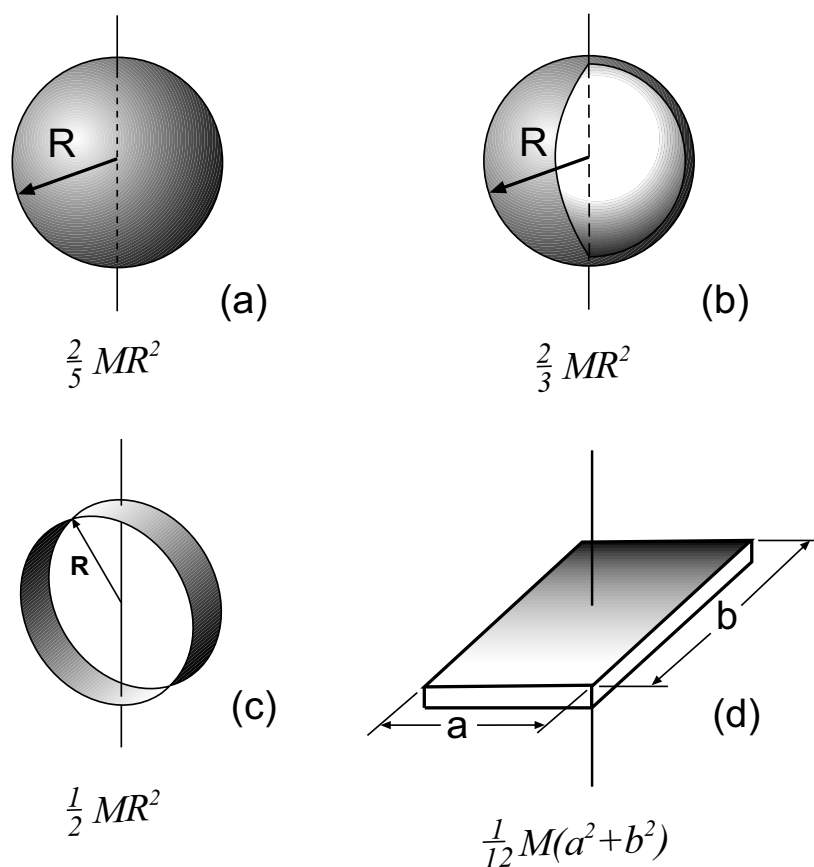 R
(a)
2/5 MR²
R
(b)
2/3 MR²
R
(c)
1/2 MR²
b
a
(d)
1/12 M(a²+b²)